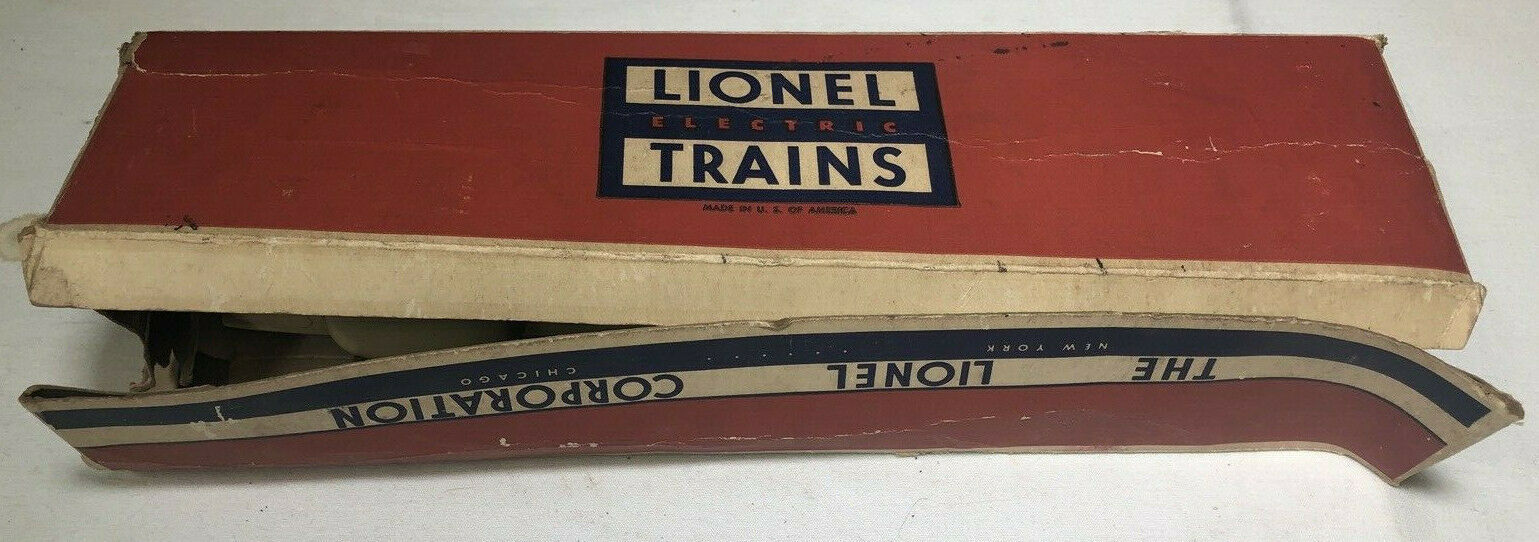 LIONEL
ELECTRIC
TRAINS
MADE IN U. S. OF AMERICA
THE LIONEL CORPORATION
NEW YORK . . . . . . CHICAGO